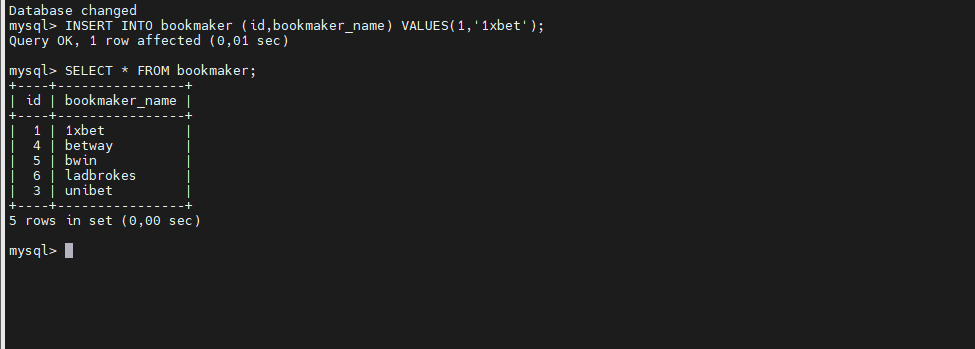 Database changed
mysql> INSERT INTO bookmaker (id,bookmaker_name) VALUES(1,'1xbet');
Query OK, 1 row affected (0,01 sec)
mysql> SELECT * FROM bookmaker;
+----+----------------+
| id | bookmaker_name |
+----+----------------+
|  1 | 1xbet          |
|  4 | betway         |
|  5 | bwin           |
|  6 | ladbrokes      |
|  3 | unibet         |
+----+----------------+
5 rows in set (0,00 sec)
mysql>